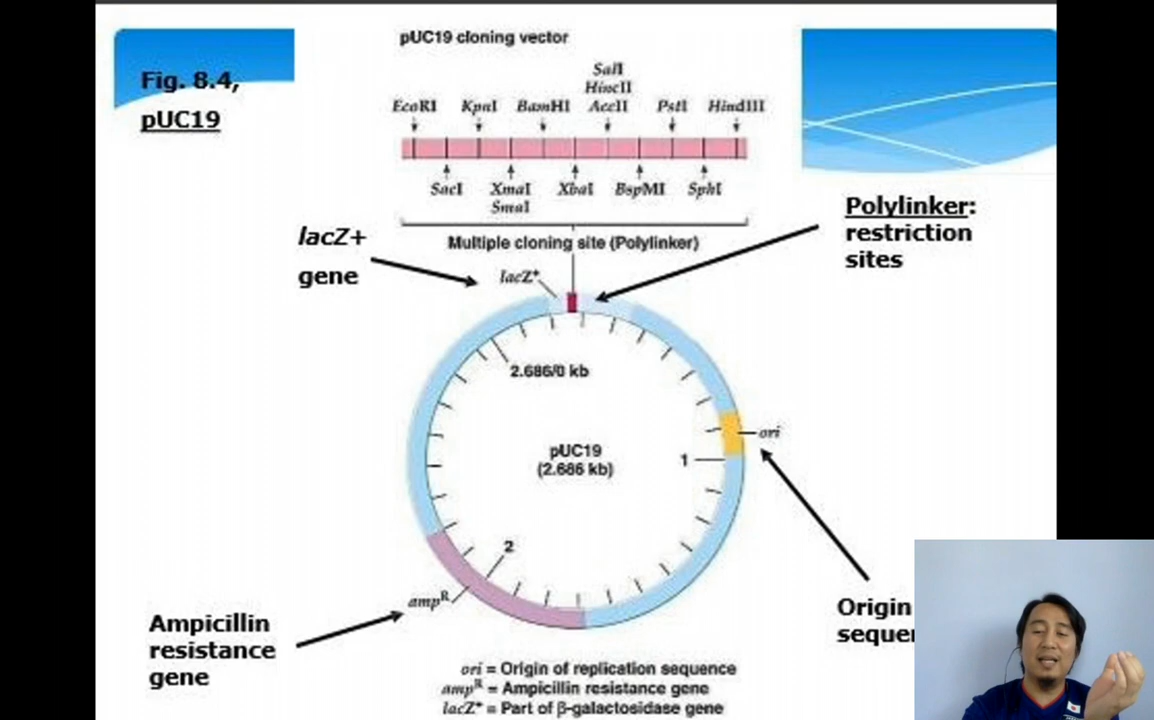 pUC19 cloning vector
Fig. 8.4,
pUC19
SalI
HincII
EcoRI KpnI BamHI AccII PstI HindIII
SacI XmaI XbaI BspMI SphI
SmaI
Multiple cloning site (Polylinker)
Polylinker:
restriction
sites
lacZ+
gene
lacZ+
2.686/0 kb
ori
pUC19
(2.686 kb)
1
2
ampR
Ampicillin
resistance
gene
Origin
ori = Origin of replication sequence
ampR = Ampicillin resistance gene
lacZ+ = Part of β-galactosidase gene